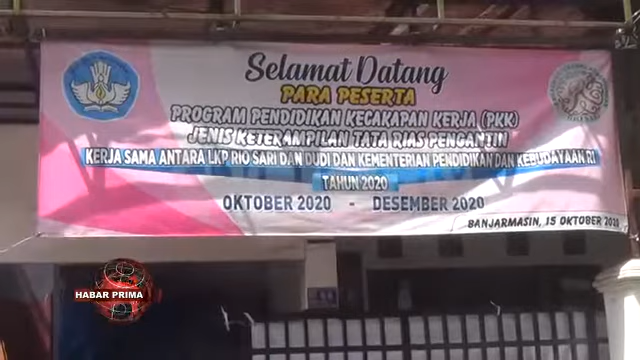 Selamat Datang
PARA PESERTA
PROGRAM PENDIDIKAN KECAKAPAN KERJA (PKK)
JENIS KETERAMPILAN TATA RIAS PENGANTIN
KERJA SAMA ANTARA LKP RIO SARI DAN DUDI DAN KEMENTERIAN PENDIDIKAN DAN KEBUDAYAAN RI
TAHUN 2020
OKTOBER 2020 - DESEMBER 2020
BANJARMASIN, 15 OKTOBER 2020
HABAR PRIMA